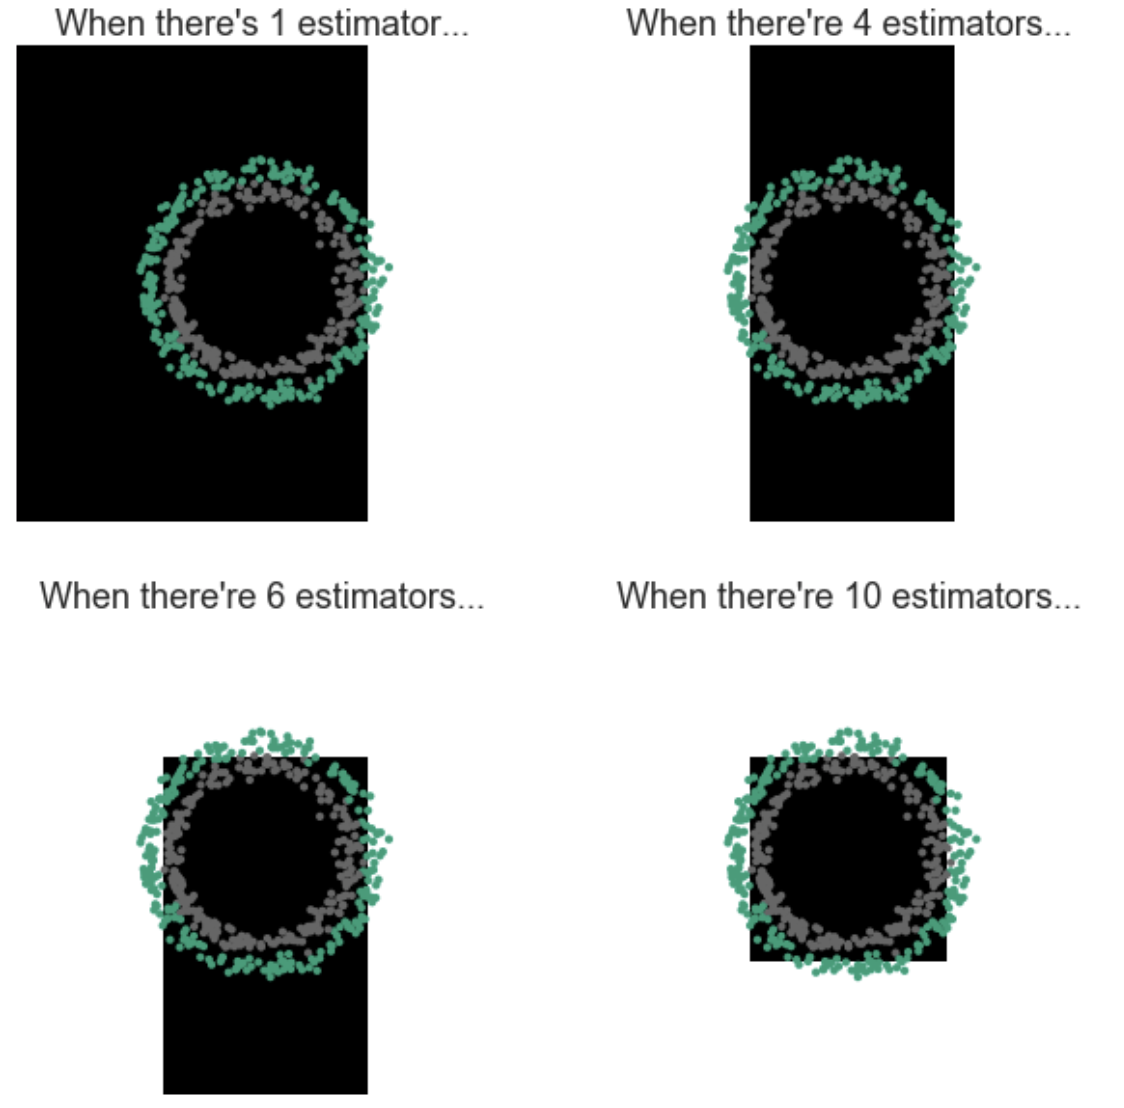 When there's 1 estimator...
When there're 4 estimators...
When there're 6 estimators...
When there're 10 estimators...